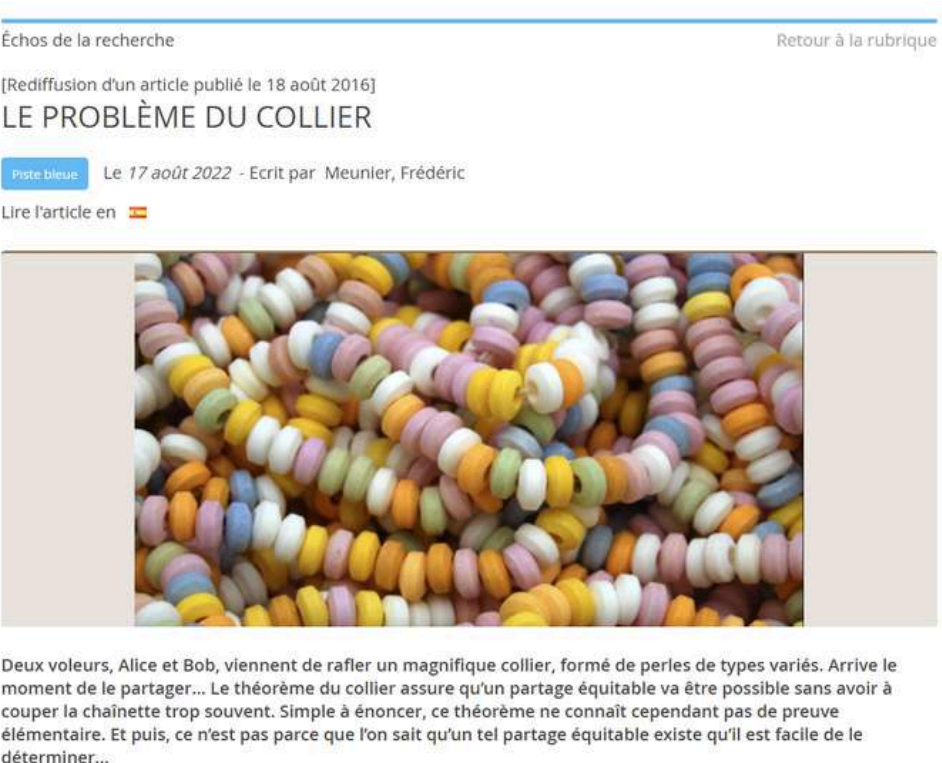 Échos de la recherche
Retour à la rubrique
[Rediffusion d'un article publié le 18 août 2016]
LE PROBLÈME DU COLLIER
Piste bleue Le 17 août 2022 - Ecrit par Meunier, Frédéric
Lire l'article en
Deux voleurs, Alice et Bob, viennent de rafler un magnifique collier, formé de perles de types variés. Arrive le
moment de le partager... Le théorème du collier assure qu'un partage équitable va être possible sans avoir à
couper la chaînette trop souvent. Simple à énoncer, ce théorème ne connaît cependant pas de preuve
élémentaire. Et puis, ce n'est pas parce que l'on sait qu'un tel partage équitable existe qu'il est facile de le
déterminer...